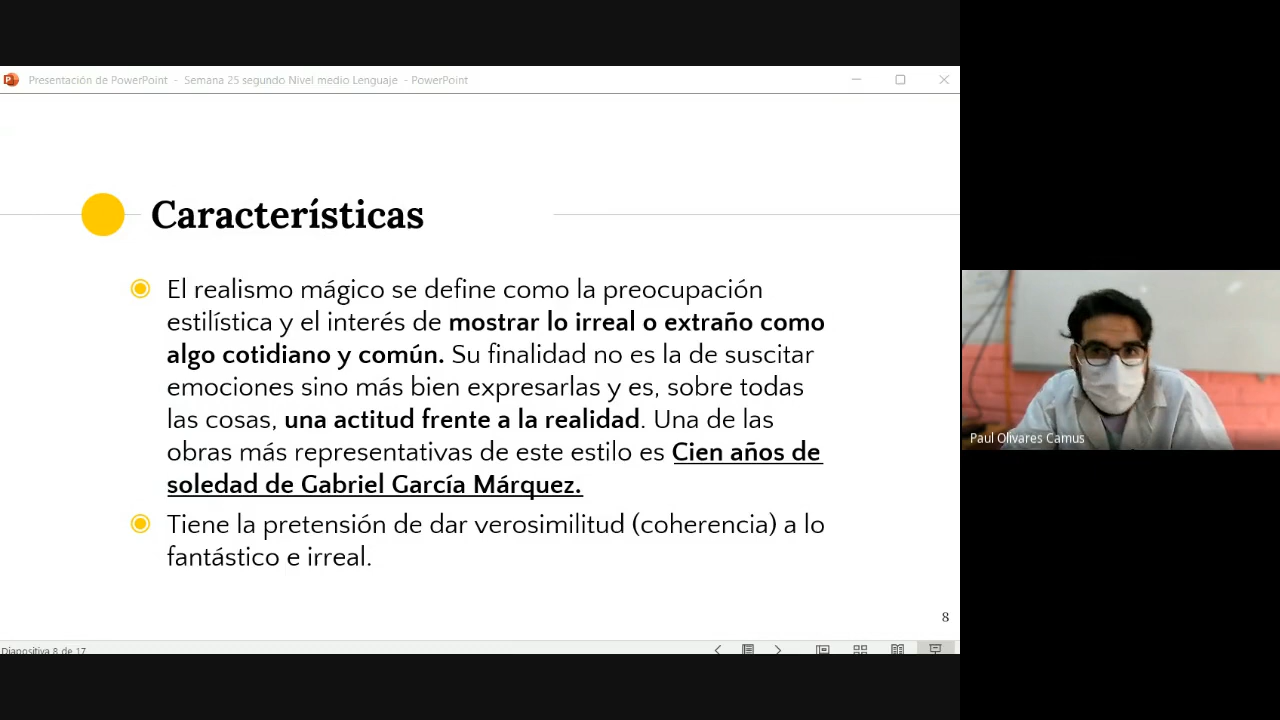 Presentación de PowerPoint - Semana 25 segundo Nivel medio Lenguaje - PowerPoint
Características
El realismo mágico se define como la preocupación
estilística y el interés de mostrar lo irreal o extraño como
algo cotidiano y común. Su finalidad no es la de suscitar
emociones sino más bien expresarlas y es, sobre todas
las cosas, una actitud frente a la realidad. Una de las
obras más representativas de este estilo es Cien años de
soledad de Gabriel García Márquez.
Tiene la pretensión de dar verosimilitud (coherencia) a lo
fantástico e irreal.
8
Diapositiva 8 de 17
Paul Olivares Camus